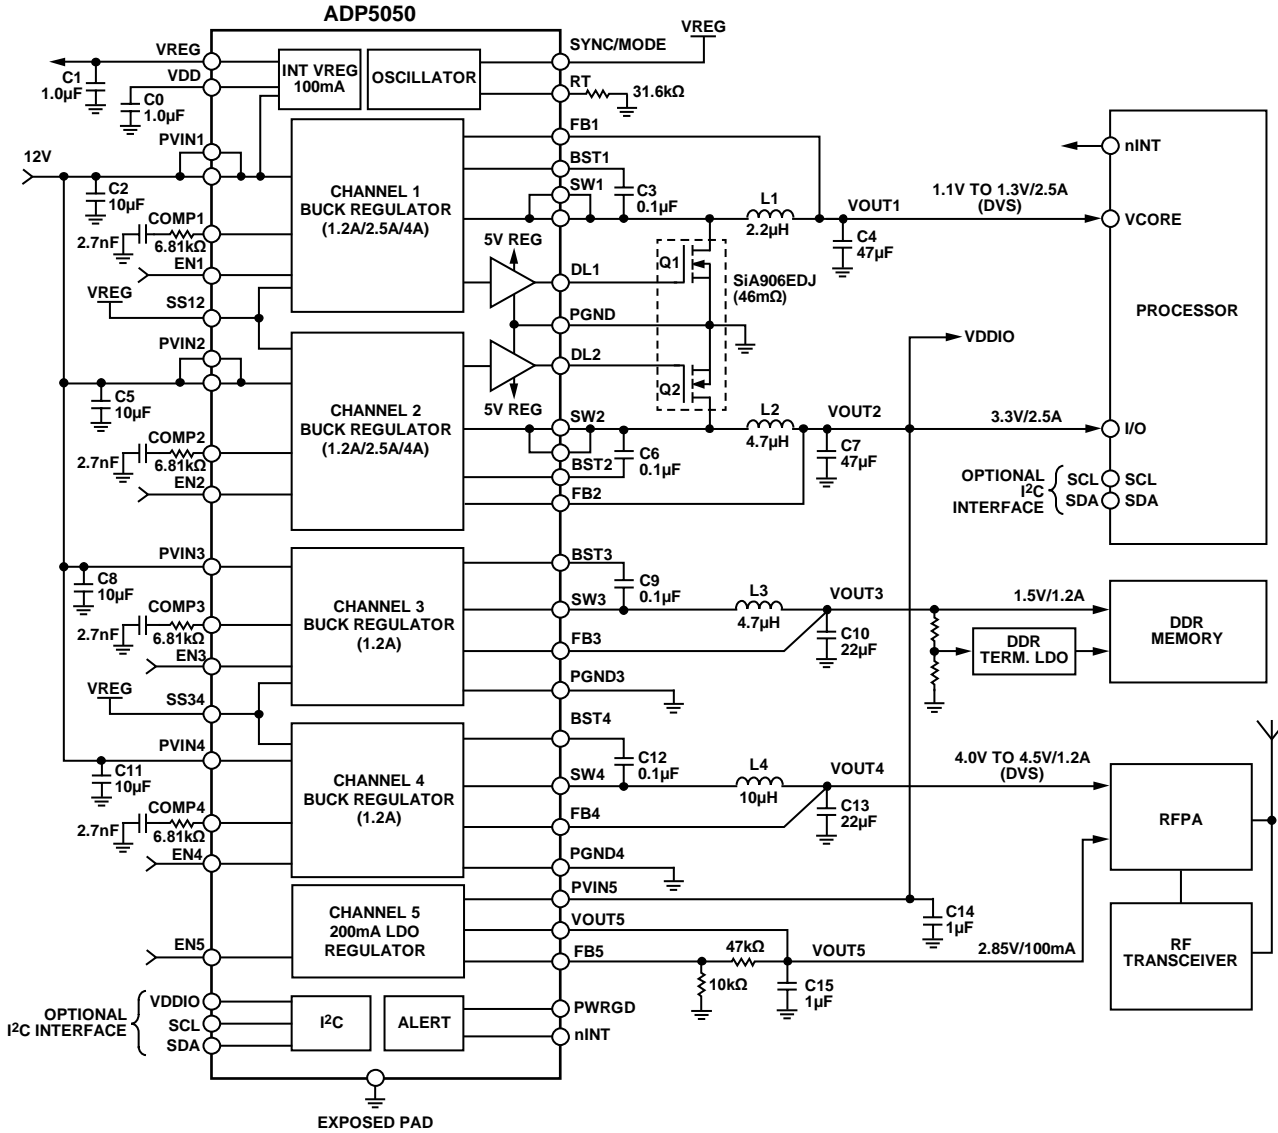 ADP5050
VREG
C1
1.0µF
VDD
C0
1.0µF
INT VREG
100mA
OSCILLATOR
SYNC/MODE
VREG
RT
31.6kΩ
12V
PVIN1
C2
10µF
COMP1
2.7nF
6.81kΩ
EN1
VREG
SS12
CHANNEL 1
BUCK REGULATOR
(1.2A/2.5A/4A)
FB1
BST1
SW1
C3
0.1µF
L1
2.2µH
VOUT1
C4
47µF
1.1V TO 1.3V/2.5A
(DVS)
5V REG
DL1
Q1
SiA906EDJ
(46mΩ)
PGND
DL2
Q2
5V REG
PVIN2
C5
10µF
COMP2
2.7nF
6.81kΩ
EN2
CHANNEL 2
BUCK REGULATOR
(1.2A/2.5A/4A)
SW2
BST2
FB2
C6
0.1µF
L2
4.7µH
VOUT2
C7
47µF
VDDIO
3.3V/2.5A
nINT
VCORE
PROCESSOR
I/O
OPTIONAL
I2C
INTERFACE
SCL
SCL
SDA
SDA
PVIN3
C8
10µF
COMP3
2.7nF
6.81kΩ
EN3
VREG
SS34
CHANNEL 3
BUCK REGULATOR
(1.2A)
BST3
SW3
FB3
PGND3
C9
0.1µF
L3
4.7µH
VOUT3
C10
22µF
1.5V/1.2A
DDR
TERM. LDO
DDR
MEMORY
PVIN4
C11
10µF
COMP4
2.7nF
6.81kΩ
EN4
CHANNEL 4
BUCK REGULATOR
(1.2A)
BST4
SW4
FB4
PGND4
C12
0.1µF
L4
10µH
VOUT4
C13
22µF
4.0V TO 4.5V/1.2A
(DVS)
RFPA
EN5
CHANNEL 5
200mA LDO
REGULATOR
PVIN5
VOUT5
FB5
47kΩ
10kΩ
VOUT5
C15
1µF
C14
1µF
2.85V/100mA
RF
TRANSCEIVER
OPTIONAL
I2C INTERFACE
VDDIO
SCL
SDA
I2C
ALERT
PWRGD
nINT
EXPOSED PAD